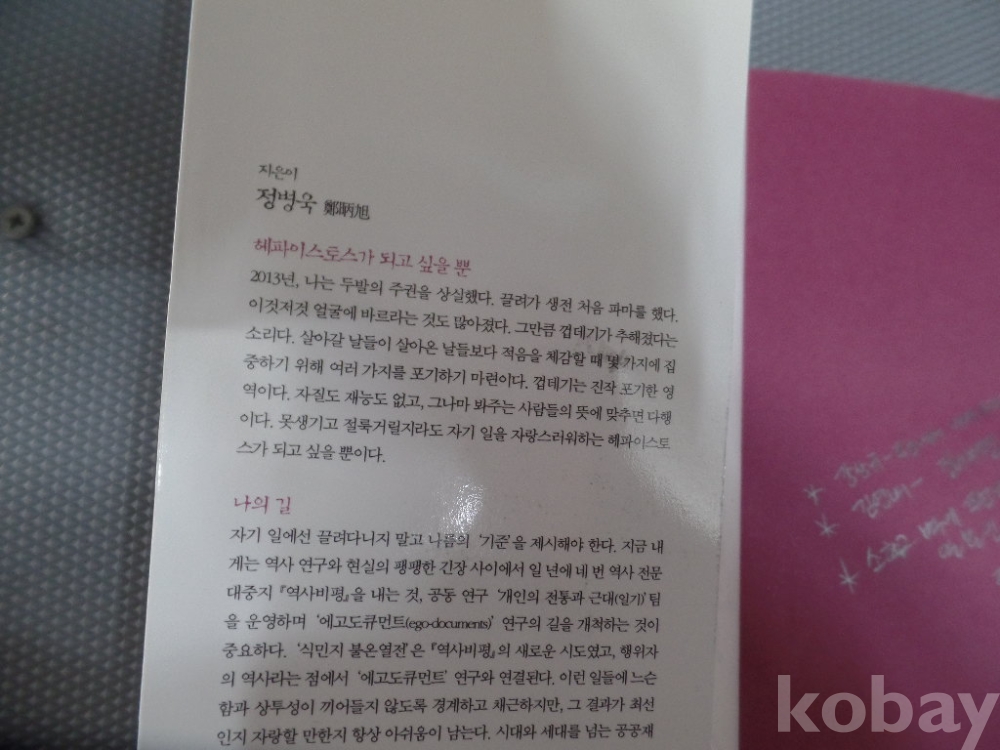 지은이
정병욱 鄭昞旭
헤파이스토스가 되고 싶을 뿐
2013년, 나는 두발의 주권을 상실했다. 끌려가 생전 처음 파마를 했다.
이것저것 얼굴에 바르라는 것도 많아졌다. 그만큼 껍데기가 추해졌다는
소리다. 살아갈 날들이 살아온 날들보다 적음을 체감할 때 몇 가지에 집
중하기 위해 여러 가지를 포기하기 마련이다. 껍테기는 진작 포기한 영
역이다. 자질도 재능도 없고, 그나마 봐주는 사람들의 뜻에 맞추면 다행
이다. 못생기고 절룩거릴지라도 자기 일을 자랑스러워하는 헤파이스토
스가 되고 싶을 뿐이다.
나의 길
자기 일에선 끌려다니지 말고 나름의 ‘기준’을 제시해야 한다. 지금 내
게는 역사 연구와 현실의 팽팽한 긴장 사이에서 일 년에 네 번 역사 전문
대중지 『역사비평』을 내는 것, 공동 연구 ‘개인의 전통과 근대(일기)’ 팀
을 운영하며 ‘에고도큐먼트(ego-documents)’ 연구의 길을 개척하는 것이
중요하다. ‘식민지 불온열전’은 『역사비평』의 새로운 시도였고, 행위자
의 역사라는 점에서 ‘에고도큐먼트’ 연구와 연결된다. 이런 일들에 느슨
함과 상투성이 끼어들지 않도록 경계하고 채근하지만, 그 결과가 최선
인지 자랑할 만한지 항상 아쉬움이 남는다. 시대와 세대를 넘는 공공재
kobay